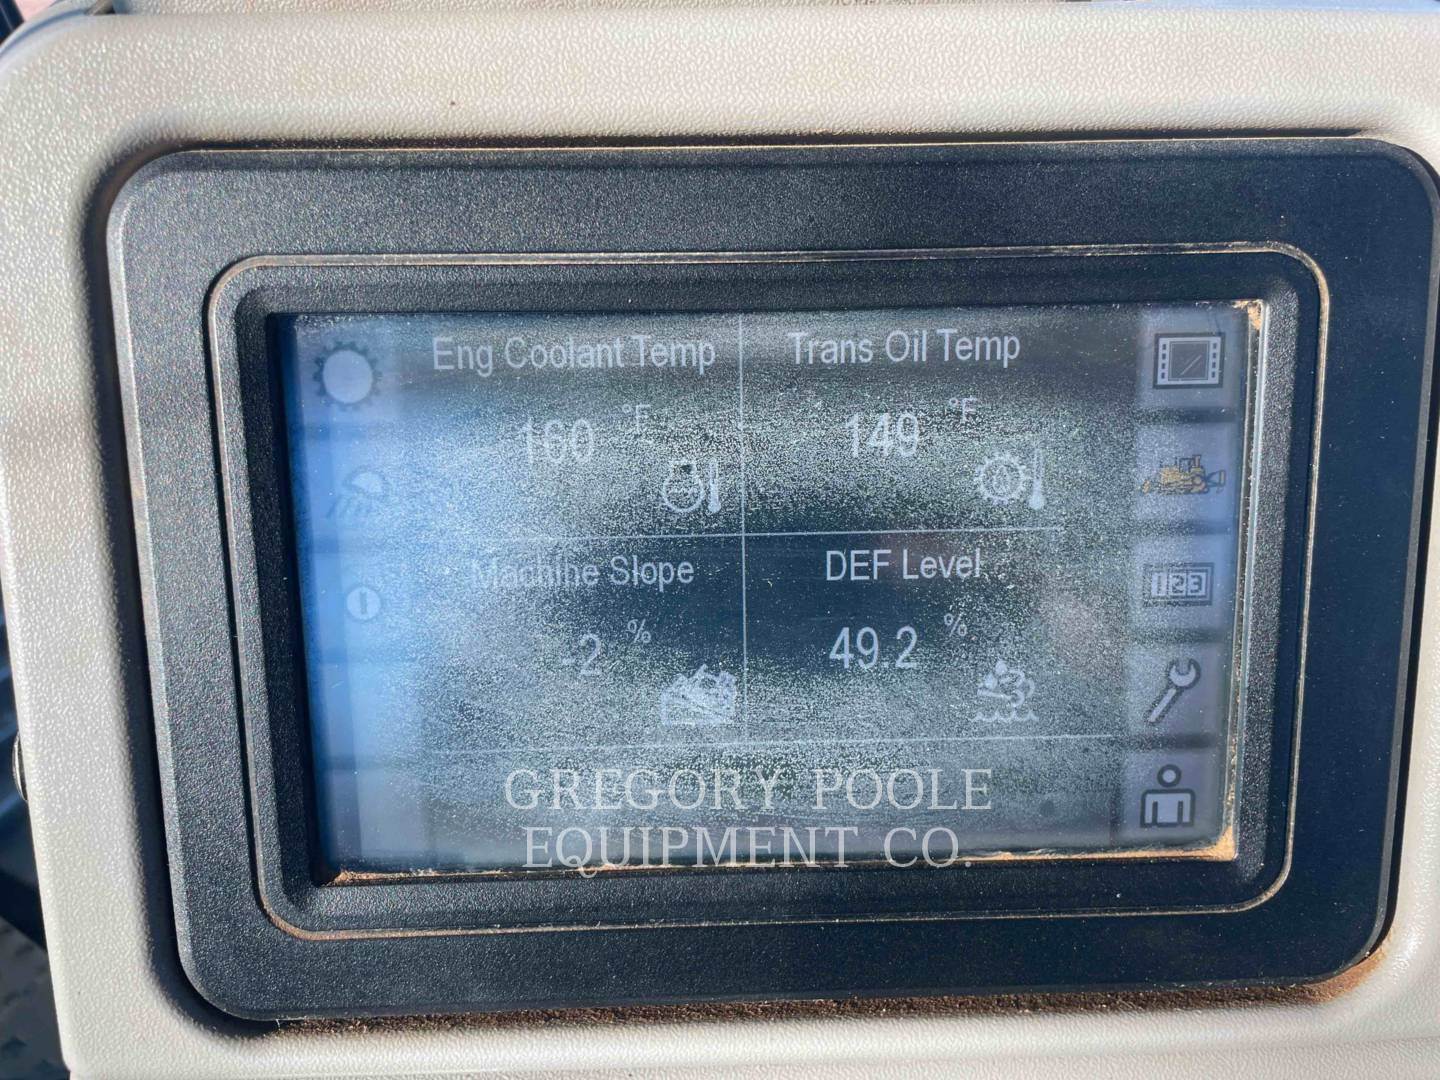 Eng Coolant Temp
160 °F
Trans Oil Temp
149 °F
Machine Slope
-2 %
DEF Level
49.2 %
123
GREGORY POOLE
EQUIPMENT CO.